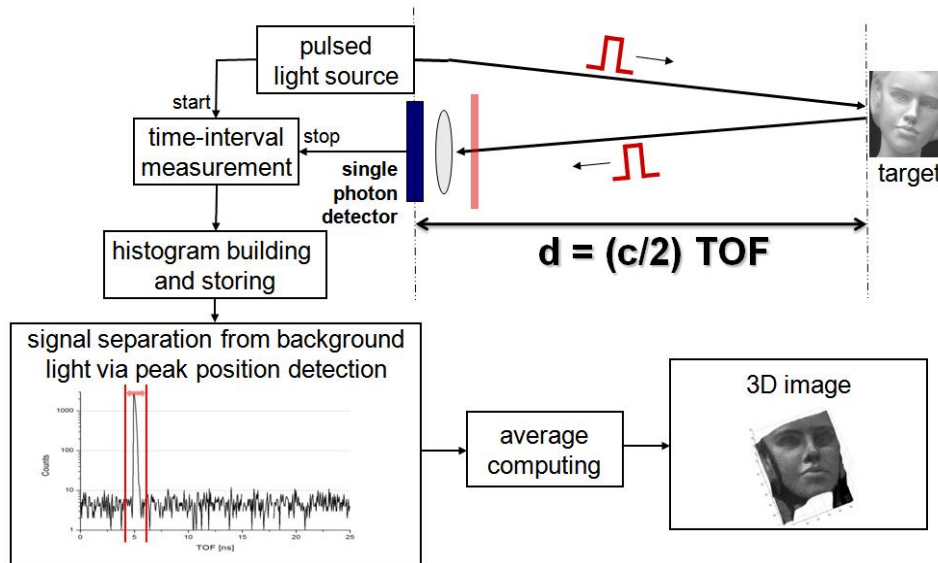 pulsed
light source
start
time-interval
measurement
stop
single
photon
detector
target
d = (c/2) TOF
histogram building
and storing
signal separation from background
light via peak position detection
1000
100
10
1
Counts
0
5
10
15
20
25
TOF [ns]
average
computing
3D image